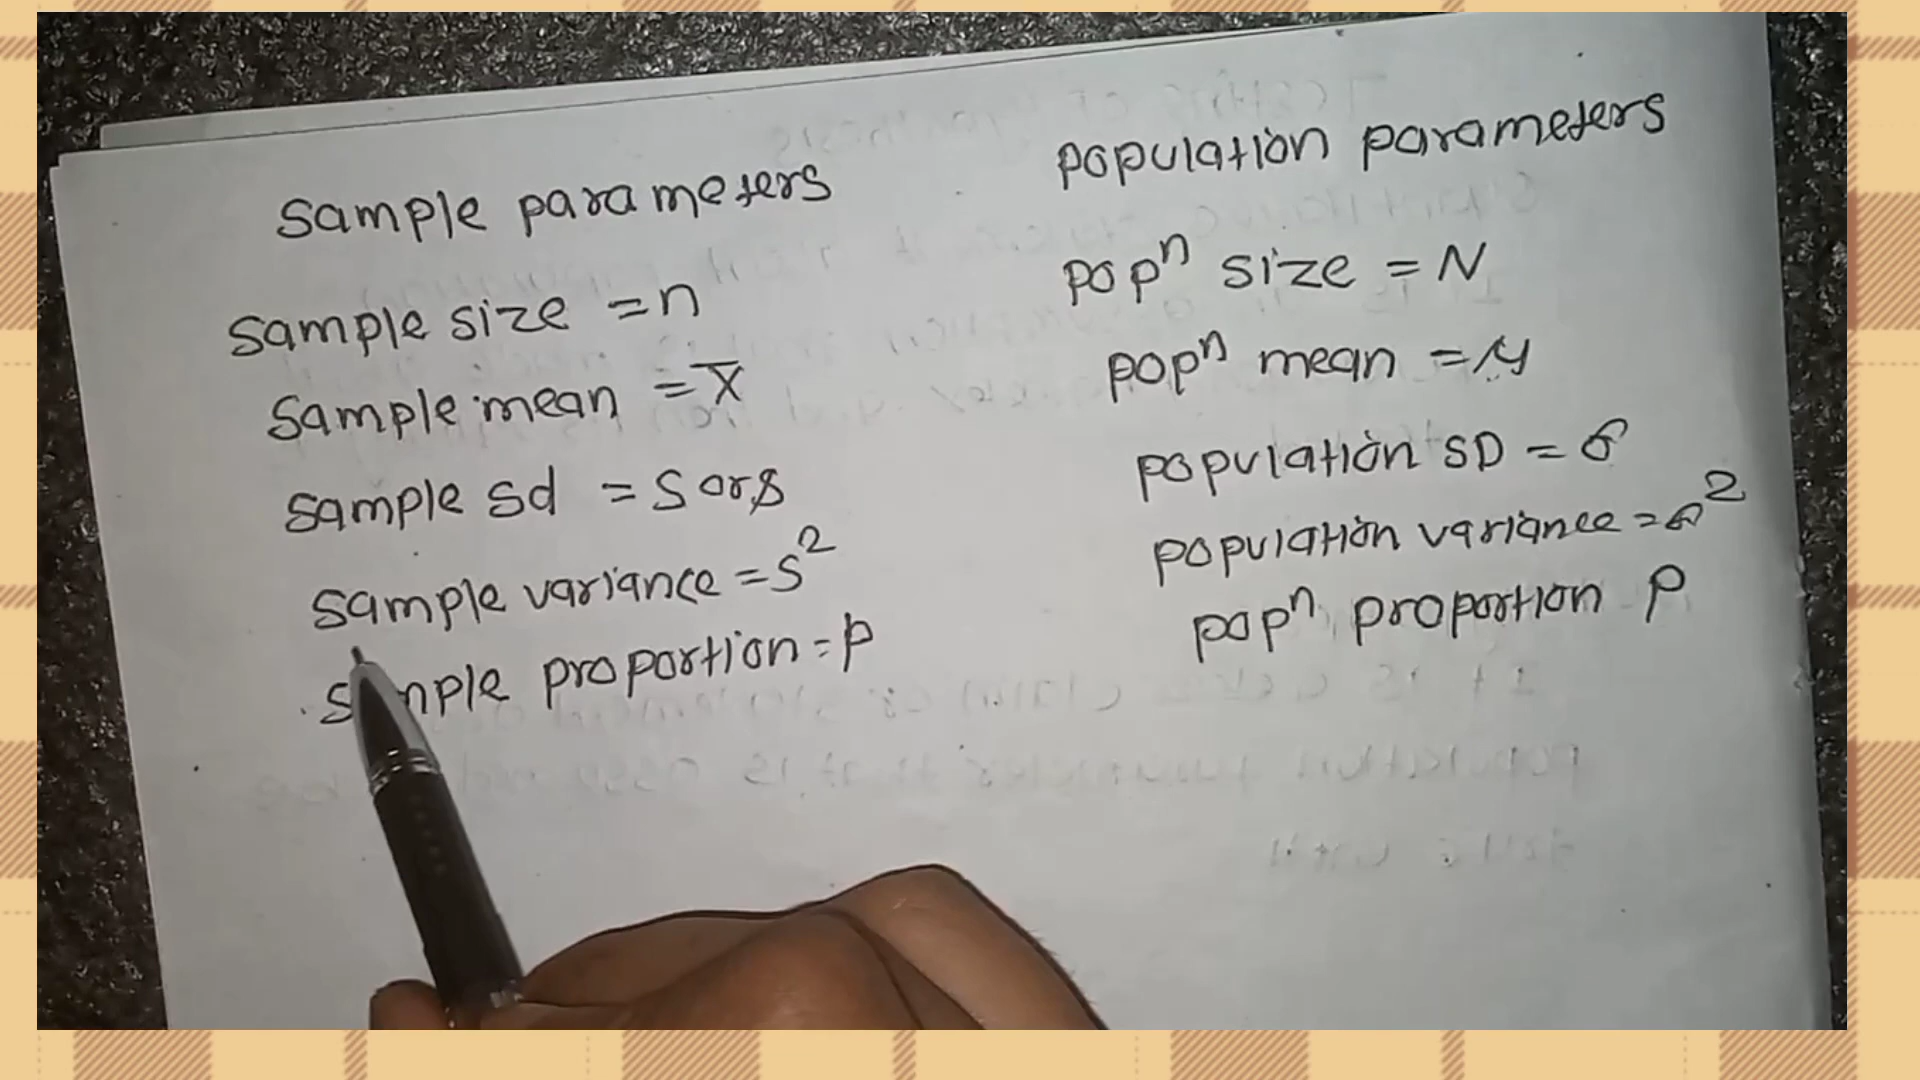 Sample parameters
Sample size = n
Sample mean = x̄
Sample sd = S or s
Sample variance = s²
Sample proportion = p
population parameters
popⁿ size = N
popⁿ mean = μ
population SD = σ
population variance = σ²
popⁿ proportion P